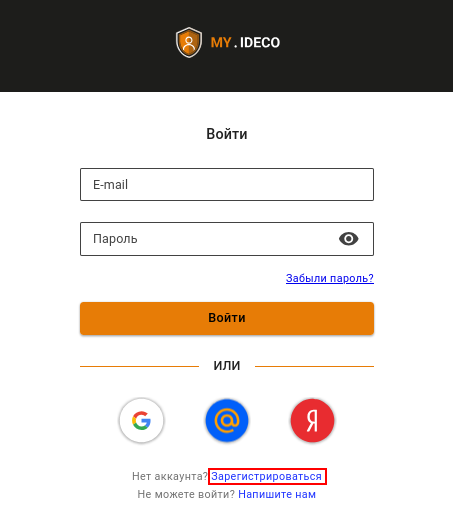 MY.IDECO
Войти
E-mail
Пароль
Забыли пароль?
Войти
ИЛИ
Нет аккаунта? Зарегистрироваться
Не можете войти? Напишите нам